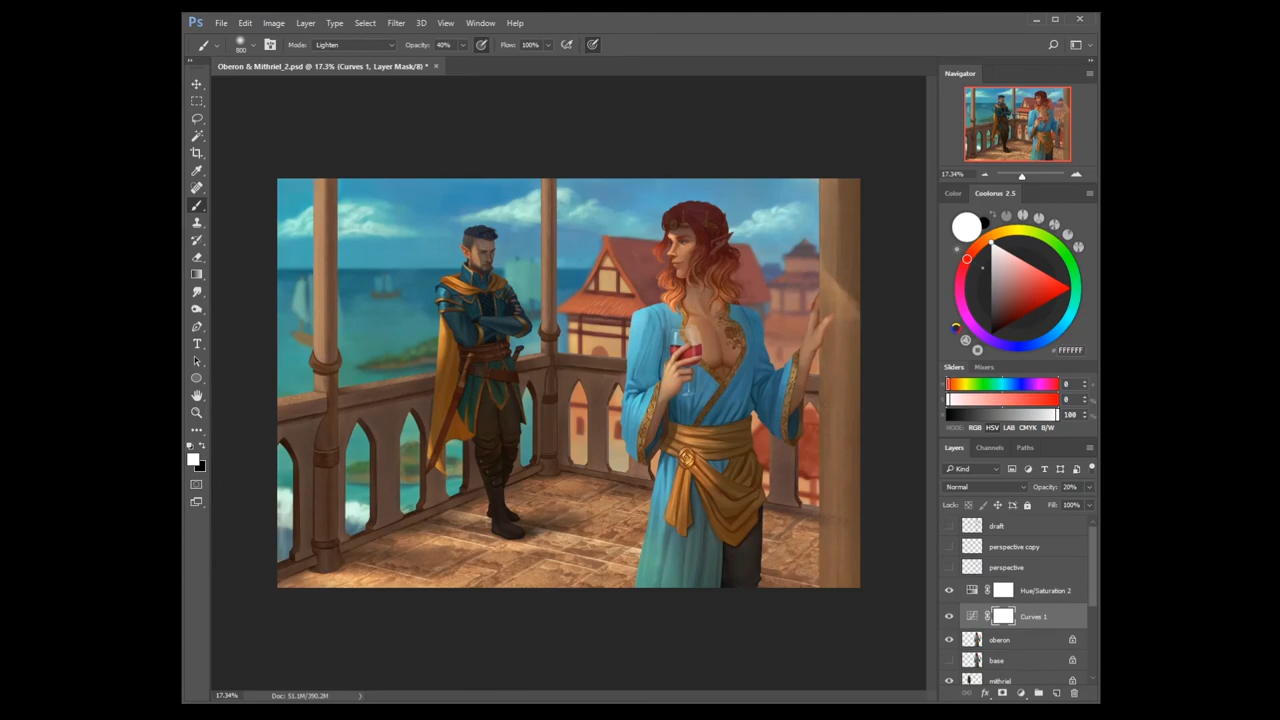 Ps File Edit Image Layer Type Select Filter 3D View Window Help
800 Mode: Lighten Opacity: 40% Flow: 100%
Oberon & Mithriel_2.psd @ 17.3% (Curves 1, Layer Mask/8) * ×
Navigator
17.34%
Color Coolorus 2.5
FFFFFF
Sliders Mixers
0
0
100
MODE: RGB HSV LAB CMYK B/W
Layers Channels Paths
Kind
Normal Opacity: 20%
Lock: Fill: 100%
draft
perspective copy
perspective
Hue/Saturation 2
Curves 1
oberon
base
mithriel
17.34% Doc: 51.1M/390.2M